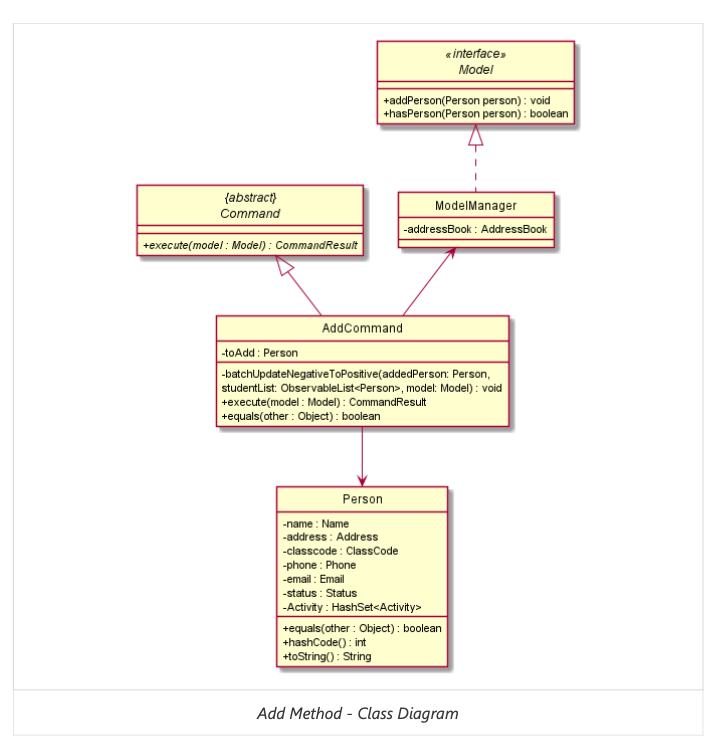 «interface»
Model
+addPerson(Person person) : void
+hasPerson(Person person) : boolean
{abstract}
Command
+execute(model : Model) : CommandResult
ModelManager
-addressBook : AddressBook
AddCommand
-toAdd : Person
-batchUpdateNegativeToPositive(addedPerson: Person,
studentList: ObservableList<Person>, model: Model) : void
+execute(model : Model) : CommandResult
+equals(other : Object) : boolean
Person
-name : Name
-address : Address
-classcode : ClassCode
-phone : Phone
-email : Email
-status : Status
-Activity : HashSet<Activity>
+equals(other : Object) : boolean
+hashCode() : int
+toString() : String
Add Method - Class Diagram